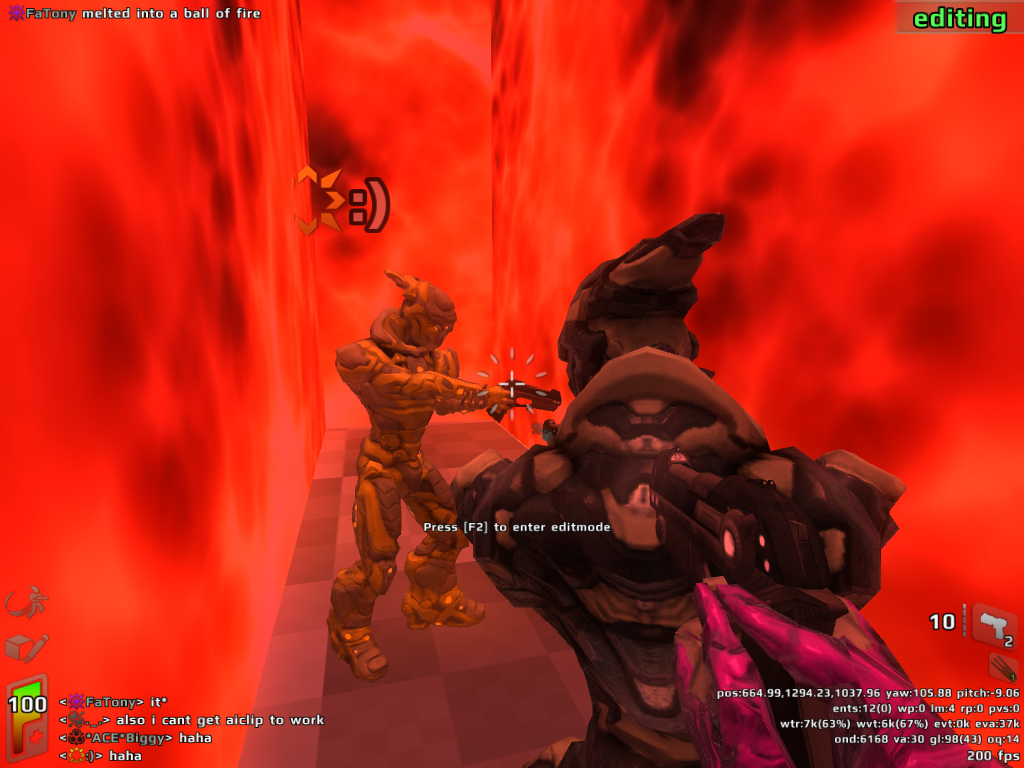 FaTony melted into a ball of fire
editing
:)
Press [F2] to enter editmode
10
2
1
100
<FaTony> it*
<._.> also i cant get aiclip to work
<*ACE*Biggy> haha
<:)> haha
pos:664.99,1294.23,1037.96 yaw:105.88 pitch:-9.06
ents:12(0) wp:0 lm:4 rp:0 pvs:0
wtr:7k(63%) wvt:6k(67%) evt:0k eva:37k
ond:6168 va:30 gl:98(43) oq:14
200 fps